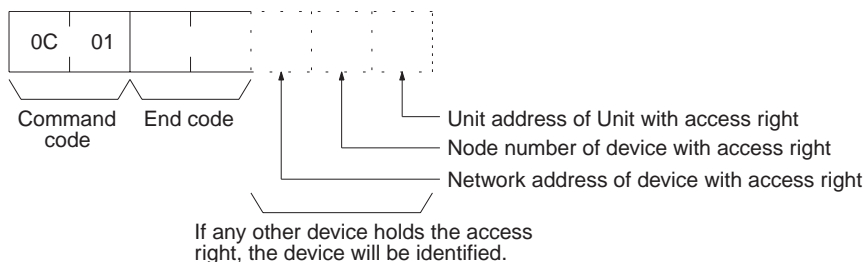 0C 01
Command
code
End code
Unit address of Unit with access right
Node number of device with access right
Network address of device with access right
If any other device holds the access
right, the device will be identified.